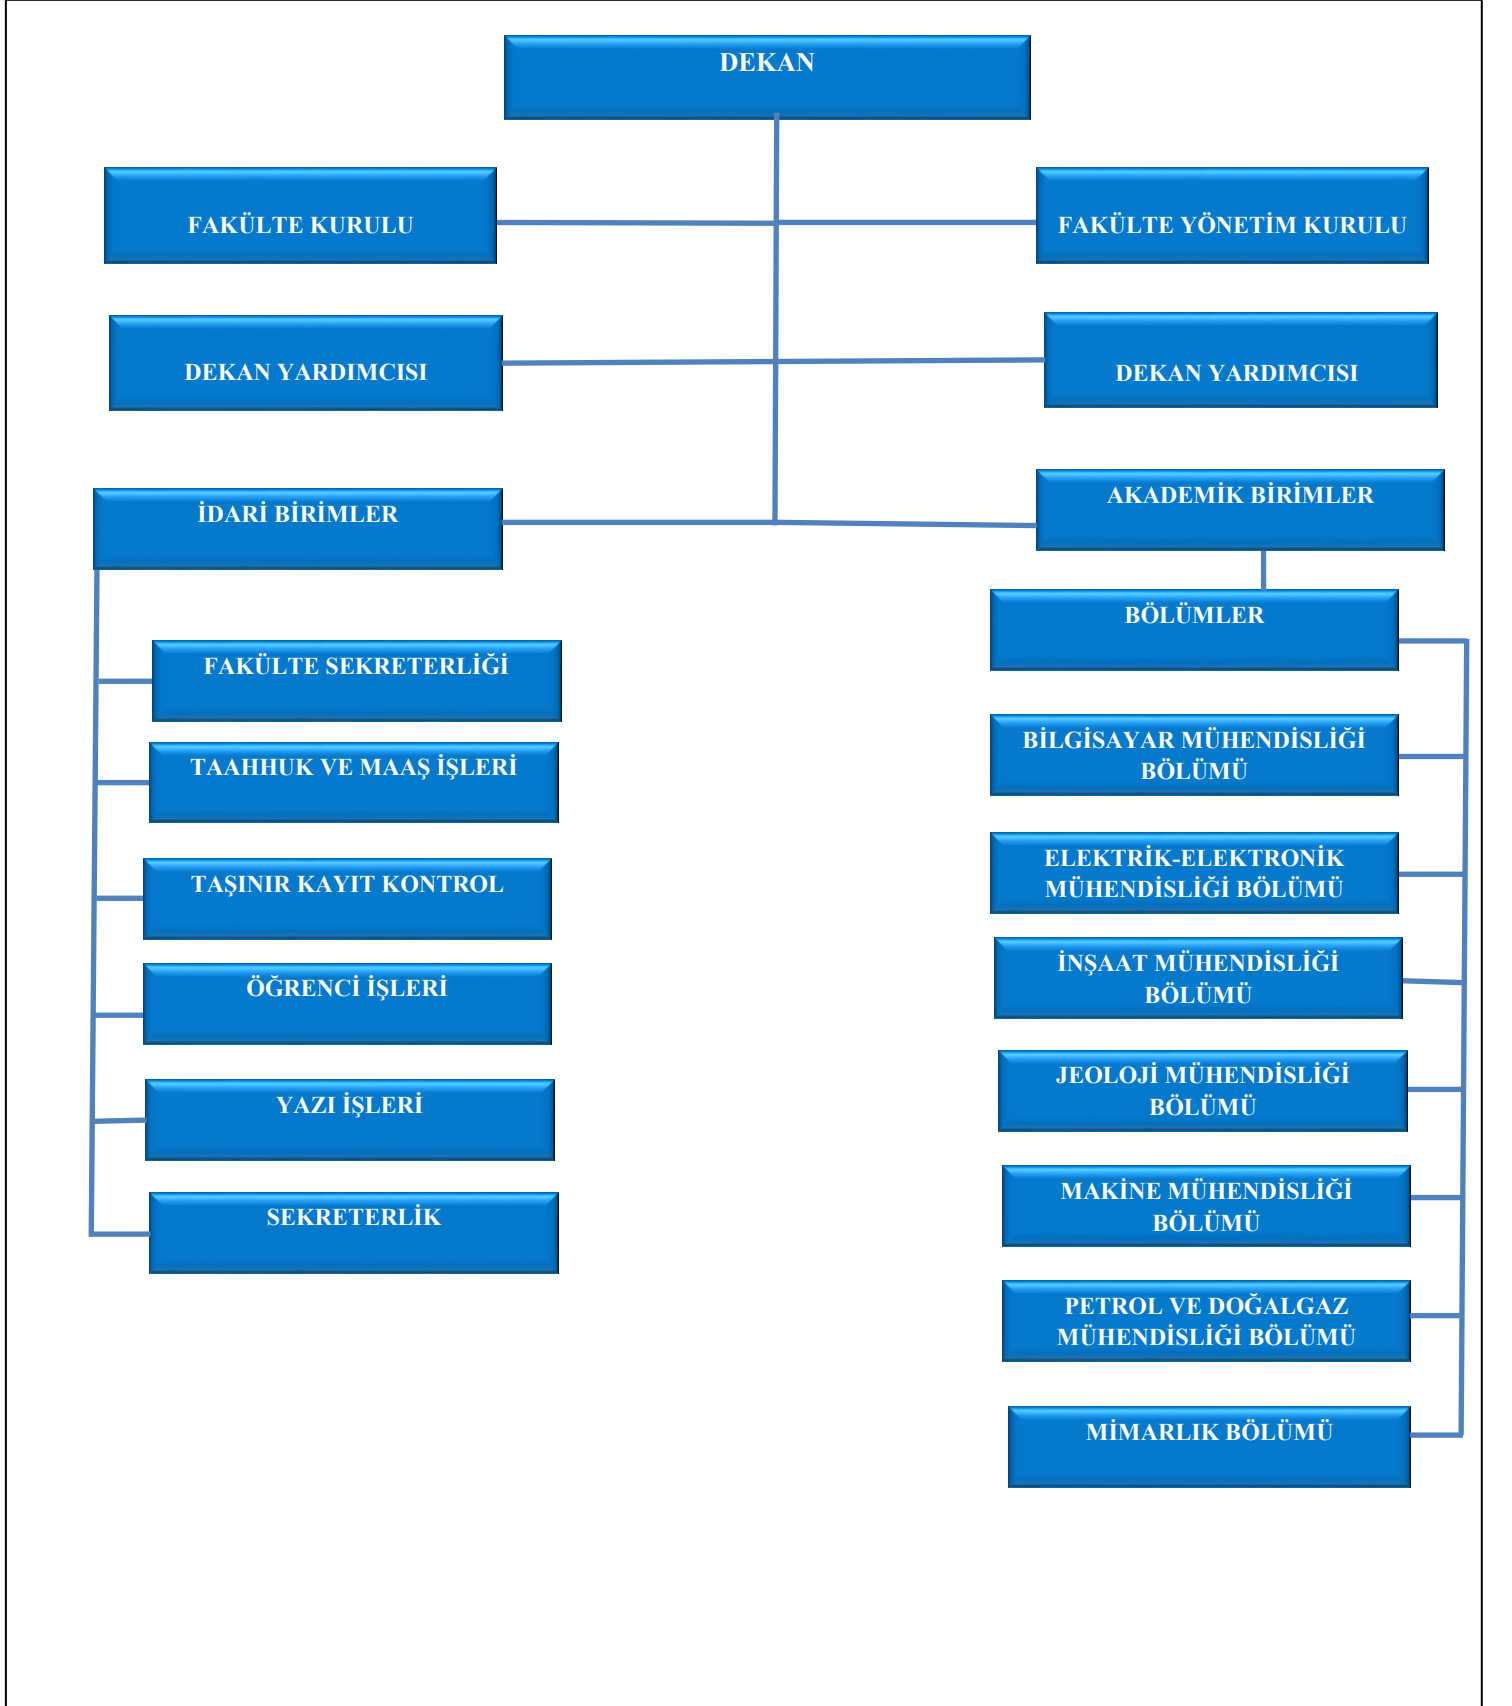 DEKAN
FAKÜLTE KURULU
FAKÜLTE YÖNETİM KURULU
DEKAN YARDIMCISI
DEKAN YARDIMCISI
İDARİ BİRİMLER
AKADEMİK BİRİMLER
FAKÜLTE SEKRETERLİĞİ
TAAHHUK VE MAAŞ İŞLERİ
TAŞINIR KAYIT KONTROL
ÖĞRENCİ İŞLERİ
YAZI İŞLERİ
SEKRETERLİK
BÖLÜMLER
BİLGİSAYAR MÜHENDİSLİĞİ
BÖLÜMÜ
ELEKTRİK-ELEKTRONİK
MÜHENDİSLİĞİ BÖLÜMÜ
İNŞAAT MÜHENDİSLİĞİ
BÖLÜMÜ
JEOLOJİ MÜHENDİSLİĞİ
BÖLÜMÜ
MAKİNE MÜHENDİSLİĞİ
BÖLÜMÜ
PETROL VE DOĞALGAZ
MÜHENDİSLİĞİ BÖLÜMÜ
MİMARLIK BÖLÜMÜ